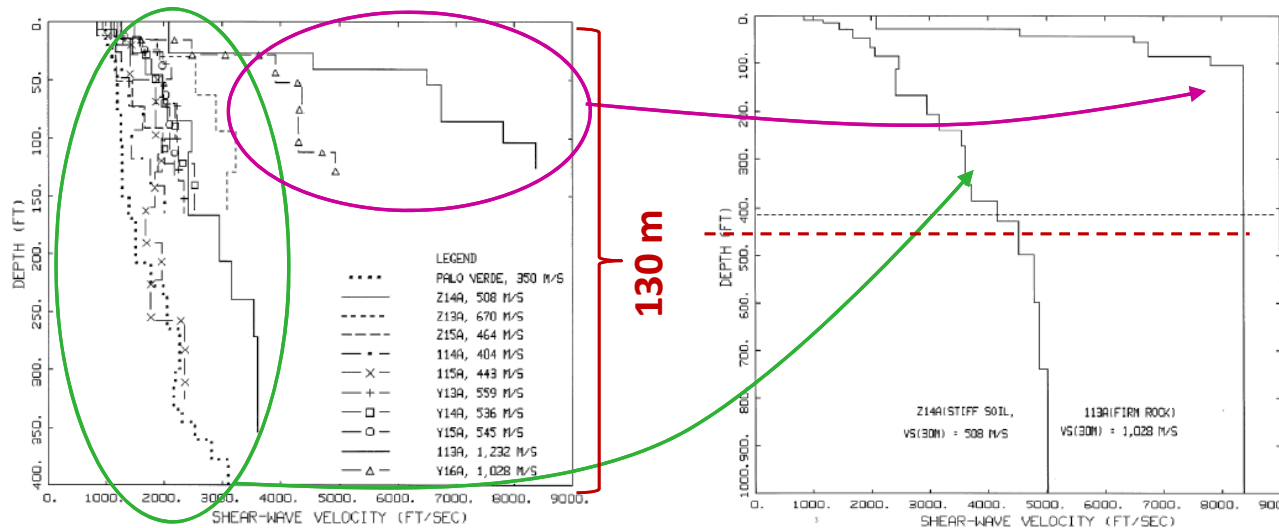 0.
50.
100.
150.
200.
250.
300.
350.
400.
DEPTH (FT)
0.
1000.
2000.
3000.
4000.
5000.
6000.
7000.
8000.
9000.
SHEAR-WAVE VELOCITY (FT/SEC)
LEGEND
PALO VERDE, 350 M/S
Z14A, 508 M/S
Z13A, 670 M/S
Z15A, 464 M/S
114A, 404 M/S
115A, 443 M/S
Y13A, 559 M/S
Y14A, 536 M/S
Y15A, 545 M/S
113A, 1,232 M/S
Y16A, 1,028 M/S
130 m
0.
100.
200.
300.
400.
500.
600.
700.
800.
900.
1000.
DEPTH (FT)
Z14A(STIFF SOIL,
VS(30M) = 508 M/S
113A(FIRM ROCK)
VS(30M) = 1,028 M/S
0.
1000.
2000.
3000.
4000.
5000.
6000.
7000.
8000.
900
SHEAR-WAVE VELOCITY (FT/SEC)